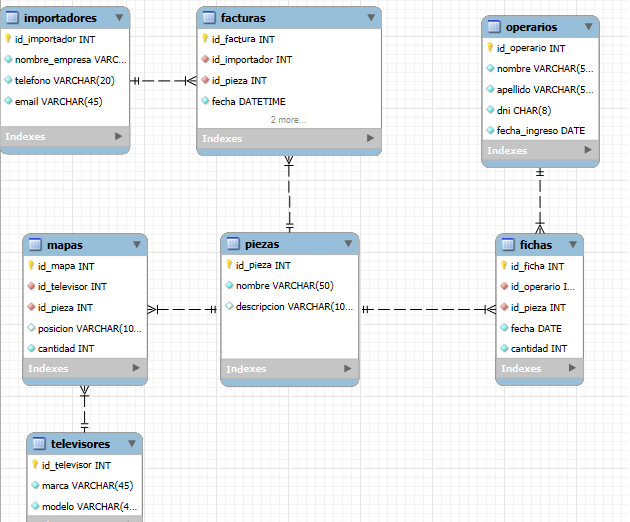 importadores
id_importador INT
nombre_empresa VARC...
telefono VARCHAR(20)
email VARCHAR(45)
Indexes
facturas
id_factura INT
id_importador INT
id_pieza INT
fecha DATETIME
2 more...
Indexes
operarios
id_operario INT
nombre VARCHAR(5...
apellido VARCHAR(5...
dni CHAR(8)
fecha_ingreso DATE
Indexes
mapas
id_mapa INT
id_televisor INT
id_pieza INT
posicion VARCHAR(10...
cantidad INT
Indexes
piezas
id_pieza INT
nombre VARCHAR(50)
descripcion VARCHAR(10...
Indexes
fichas
id_ficha INT
id_operario I...
id_pieza INT
fecha DATE
cantidad INT
Indexes
televisores
id_televisor INT
marca VARCHAR(45)
modelo VARCHAR(4...